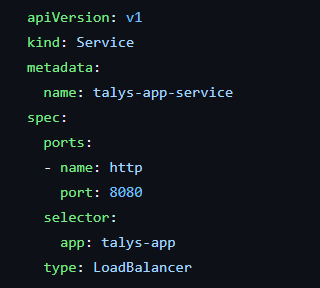 apiVersion: v1
kind: Service
metadata:
  name: talys-app-service
spec:
  ports:
  - name: http
    port: 8080
  selector:
    app: talys-app
  type: LoadBalancer